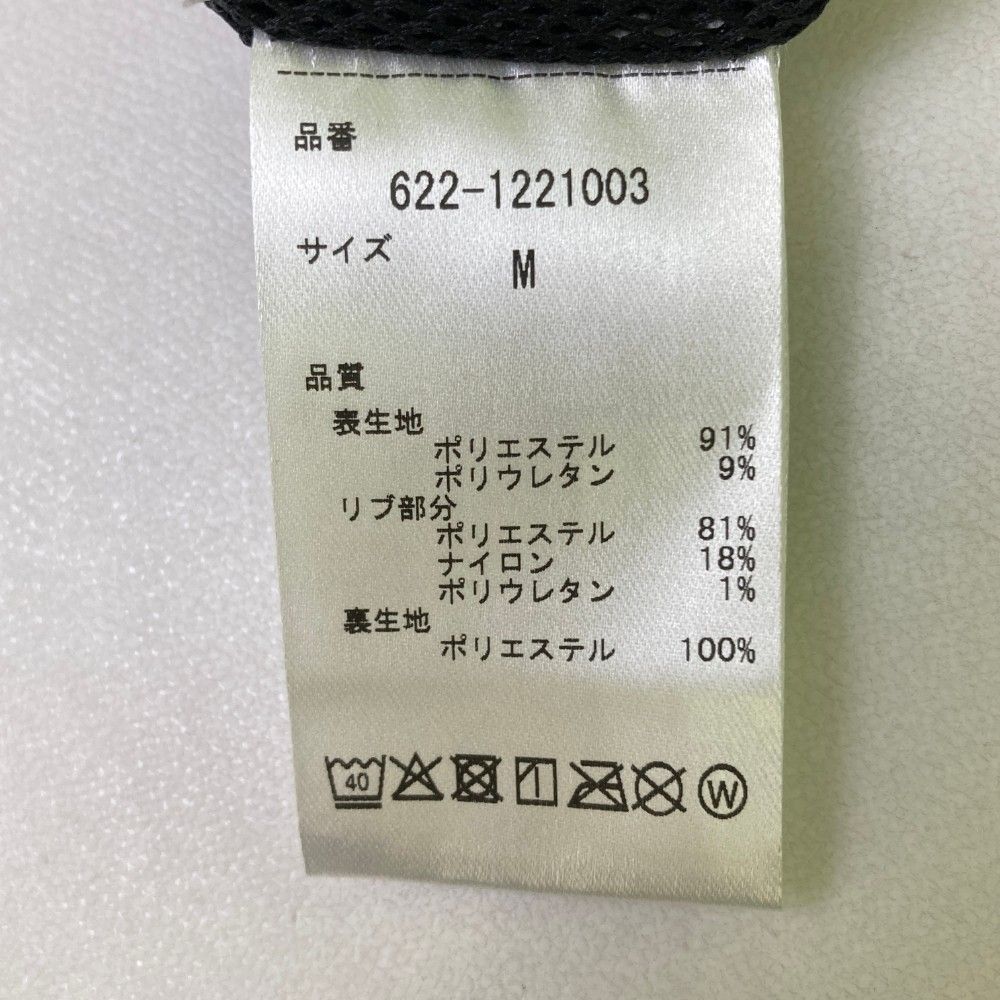 品番
622-1221003
サイズ
M
品質
表生地
ポリエステル 91%
ポリウレタン 9%
リブ部分
ポリエステル 81%
ナイロン 18%
ポリウレタン 1%
裏生地
ポリエステル 100%
40 W